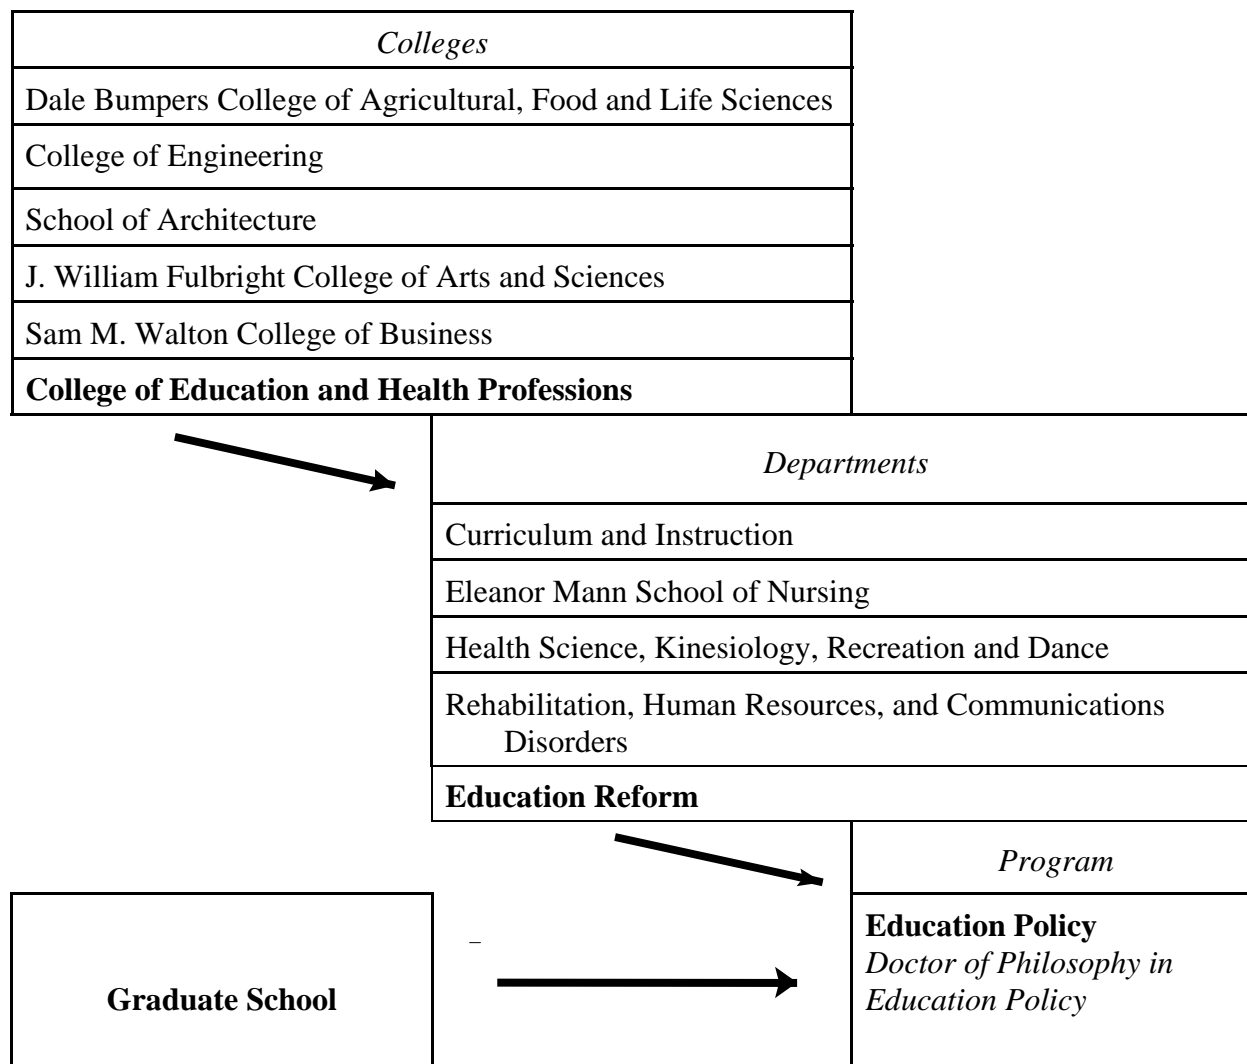 Colleges
Dale Bumpers College of Agricultural, Food and Life Sciences
College of Engineering
School of Architecture
J. William Fulbright College of Arts and Sciences
Sam M. Walton College of Business
College of Education and Health Professions
Departments
Curriculum and Instruction
Eleanor Mann School of Nursing
Health Science, Kinesiology, Recreation and Dance
Rehabilitation, Human Resources, and Communications
Disorders
Education Reform
Program
Education Policy
Doctor of Philosophy in
Education Policy
Graduate School